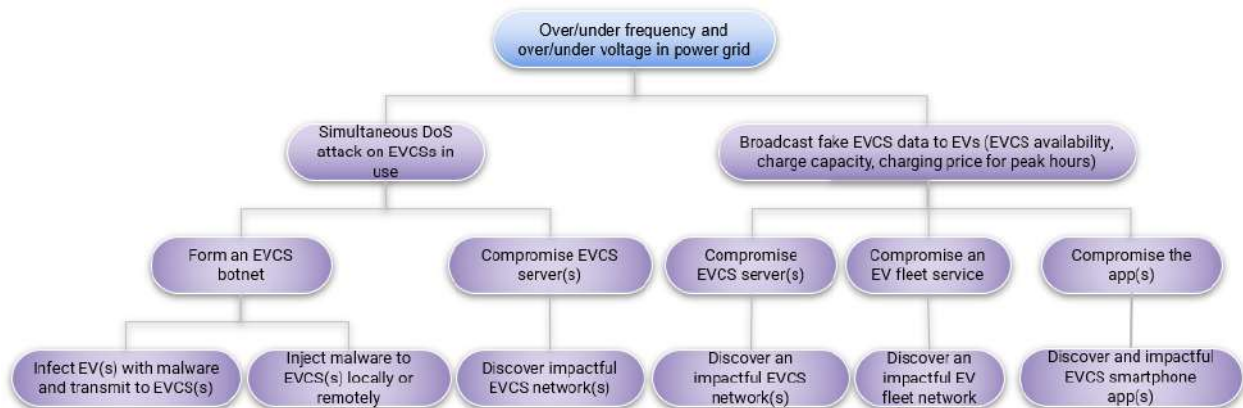 Over/under frequency and
over/under voltage in power grid
Simultaneous DoS
attack on EVCSs in
use
Broadcast fake EVCS data to EVs (EVCS availability,
charge capacity, charging price for peak hours)
Form an EVCS
botnet
Compromise EVCS
server(s)
Compromise
EVCS server(s)
Compromise an
EV fleet service
Compromise the
app(s)
Infect EV(s) with malware
and transmit to EVCS(s)
Inject malware to
EVCS(s) locally or
remotely
Discover impactful
EVCS network(s)
Discover an
impactful EVCS
network(s)
Discover an
impactful EV
fleet network
Discover and impactful
EVCS smartphone
app(s)